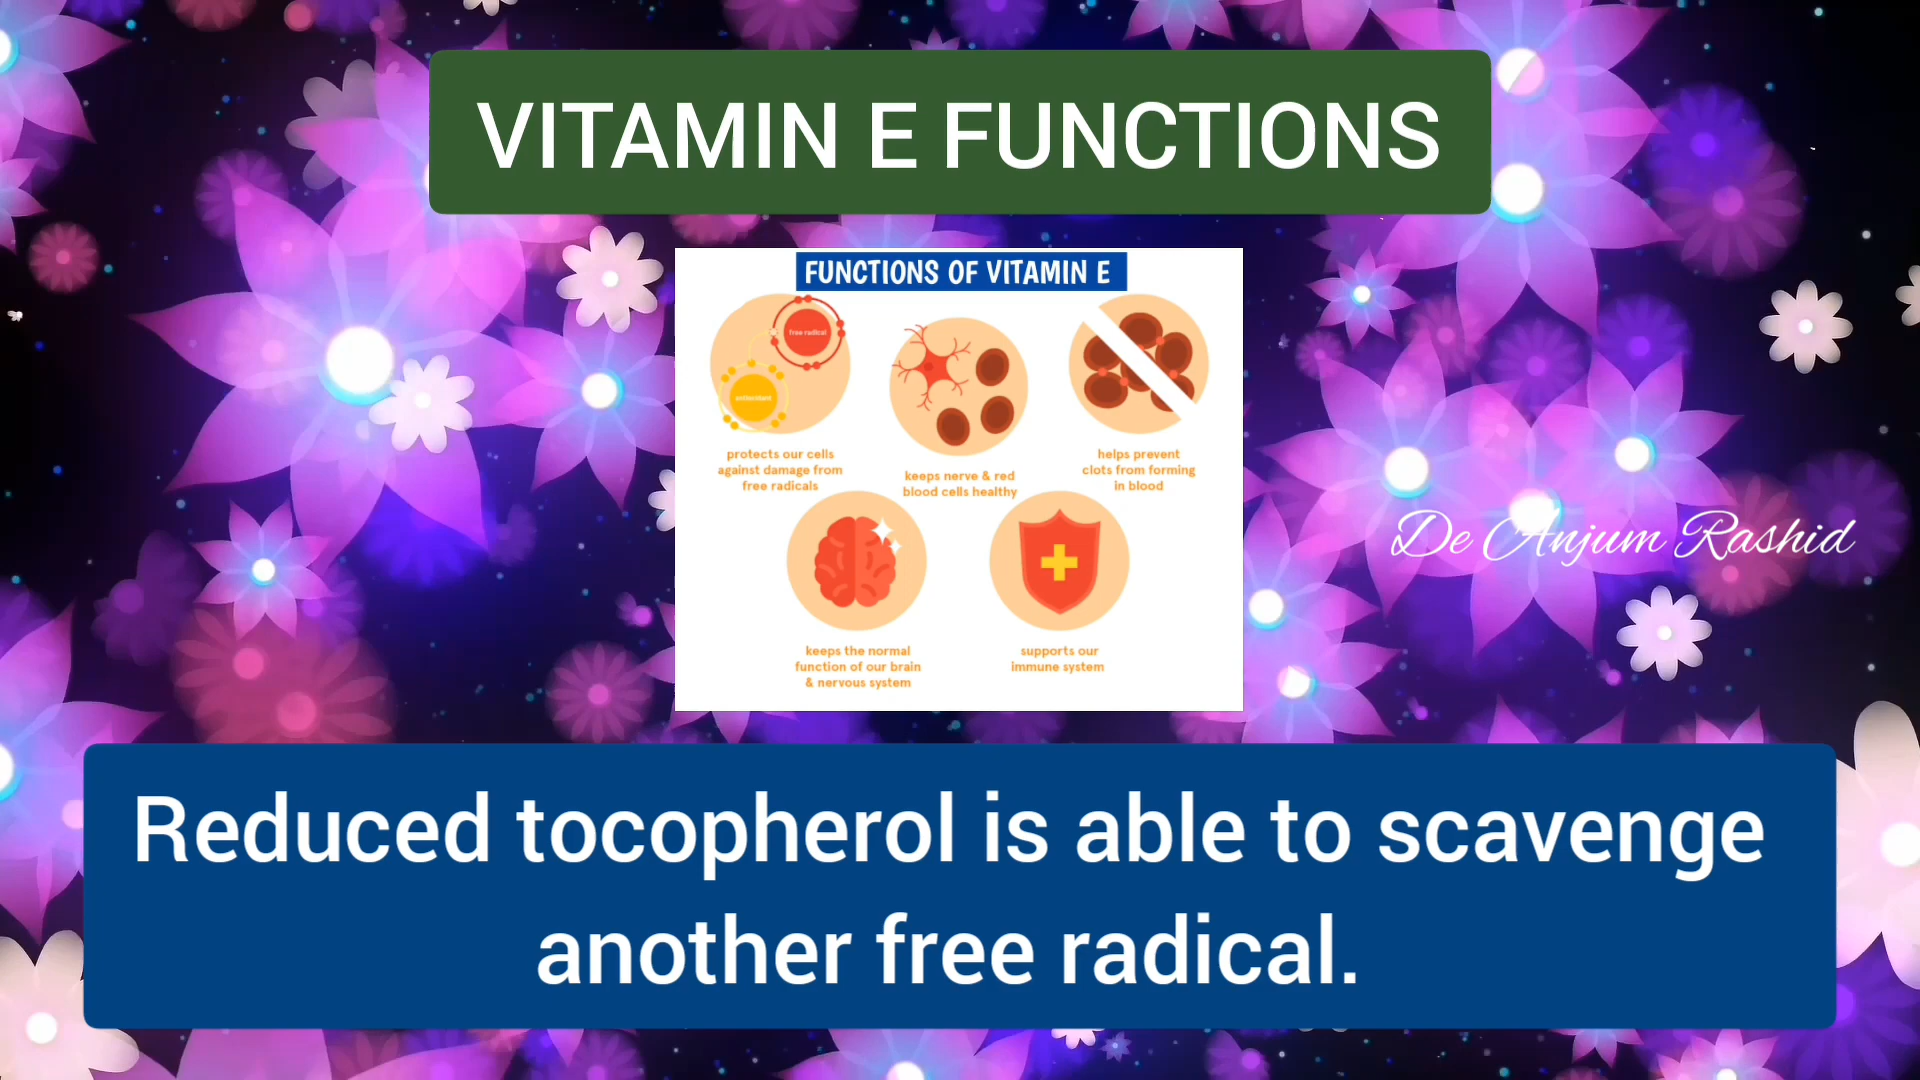 VITAMIN E FUNCTIONS
FUNCTIONS OF VITAMIN E
free radical
antioxidant
protects our cells
against damage from
free radicals
keeps nerve & red
blood cells healthy
helps prevent
clots from forming
in blood
keeps the normal
function of our brain
& nervous system
supports our
immune system
De Anjum Rashid
Reduced tocopherol is able to scavenge
another free radical.